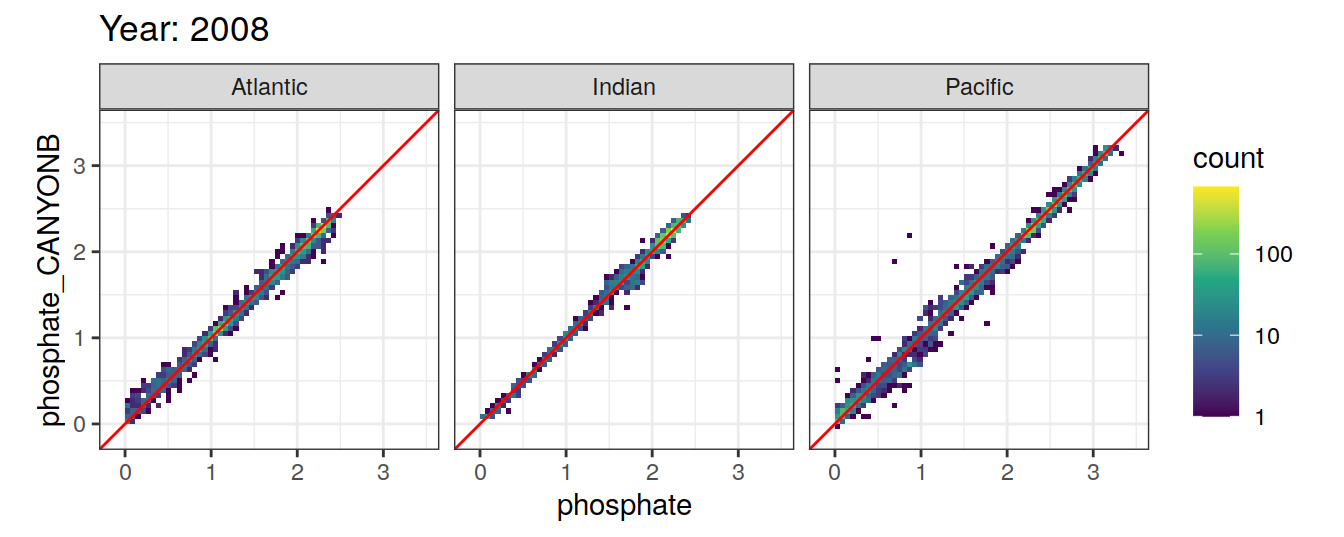 Year: 2008
Atlantic
Indian
Pacific
phosphate_CANYONB
3
2
1
0
0 1 2 3
0 1 2 3
0 1 2 3
phosphate
count
100
10
1